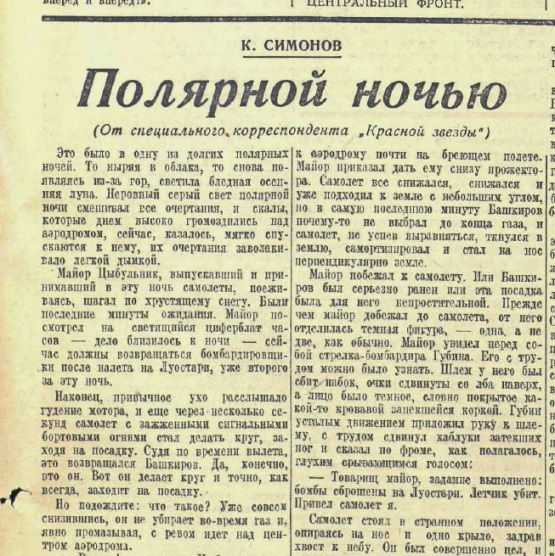 ЦЕНТРАЛЬНЫЙ ФРОНТ.
К. СИМОНОВ
Полярной ночью
(От специального корреспондента „Красной звезды")
Это было в одну из долгих полярных
ночей. То ныряя в облака, то снова по-
являясь из-за гор, светила бледная осен-
няя луна. Неровный серый свет полярной
ночи смешивал все очертания, и скалы,
которые днем высоко громоздились над
аэродромом, сейчас, казалось, мягко спу-
скаются к нему, их очертания заволаки-
вало легкой дымкой.
Майор Цыбульник, выпускавший и при-
нимавший в эту ночь самолеты, поежи-
ваясь, шагал по хрустящему снегу. Были
последние минуты ожидания. Майор по-
смотрел на светящийся циферблат ча-
сов — дело близилось к ночи — сей-
час должны возвращаться бомбардировщи-
ки после налета на Луостари, уже второго
за эту ночь.
Наконец, привычное ухо расслышало
гудение мотора, и еще через несколько се-
кунд самолет с зажженными сигнальными
бортовыми огнями стал делать круг, захо-
дя на посадку. Судя по времени вылета,
это возвращался Башкиров. Да, конечно,
это он. Вот он делает круг и точно, как
всегда, заходит на посадку.
Но подождите: что такое? Уже совсем
снизившись, он не убирает во-время газ и,
явно промазывая, с ревом идет над цен-
тром аэродрома.
к аэродрому почти на бреющем полете.
Майор приказал дать ему снизу прожекто-
ра. Самолет все снижался, снижался и
уже подходил к земле с небольшим углом,
но в самую последнюю минуту Башкиров
почему-то не выбрал до конца газа, и
самолет, не успев выравняться, ткнулся в
землю, самортизировал и стал на нос
перпендикулярно земле.
Майор побежал к самолету. Или Башки-
ров был серьезно ранен или эта посадка
была для него непростительной. Прежде
чем майор добежал до самолета, от него
отделилась темная фигура, — одна, а не
две, как обычно. Майор увидел перед со-
бой стрелка-бомбардира Губина. Его с тру-
дом можно было узнать. Шлем у него был
сбит набок, очки сдвинуты со лба наверх,
а лицо было темное, словно покрытое ка-
кой-то кровавой запекшейся коркой. Губин
усталым движением приложил руку к шле-
му, с трудом сдвинул каблуки затекших
ног и сказал по форме, как полагалось,
глухим срывающимся голосом:
— Товарищ майор, задание выполнено:
бомбы сброшены на Луостари. Летчик убит.
Привел самолет я.
Самолет стоял в странном положении,
опираясь на нос и одно крыло, задрав
хвост к небу. Он был совершенно цел, и